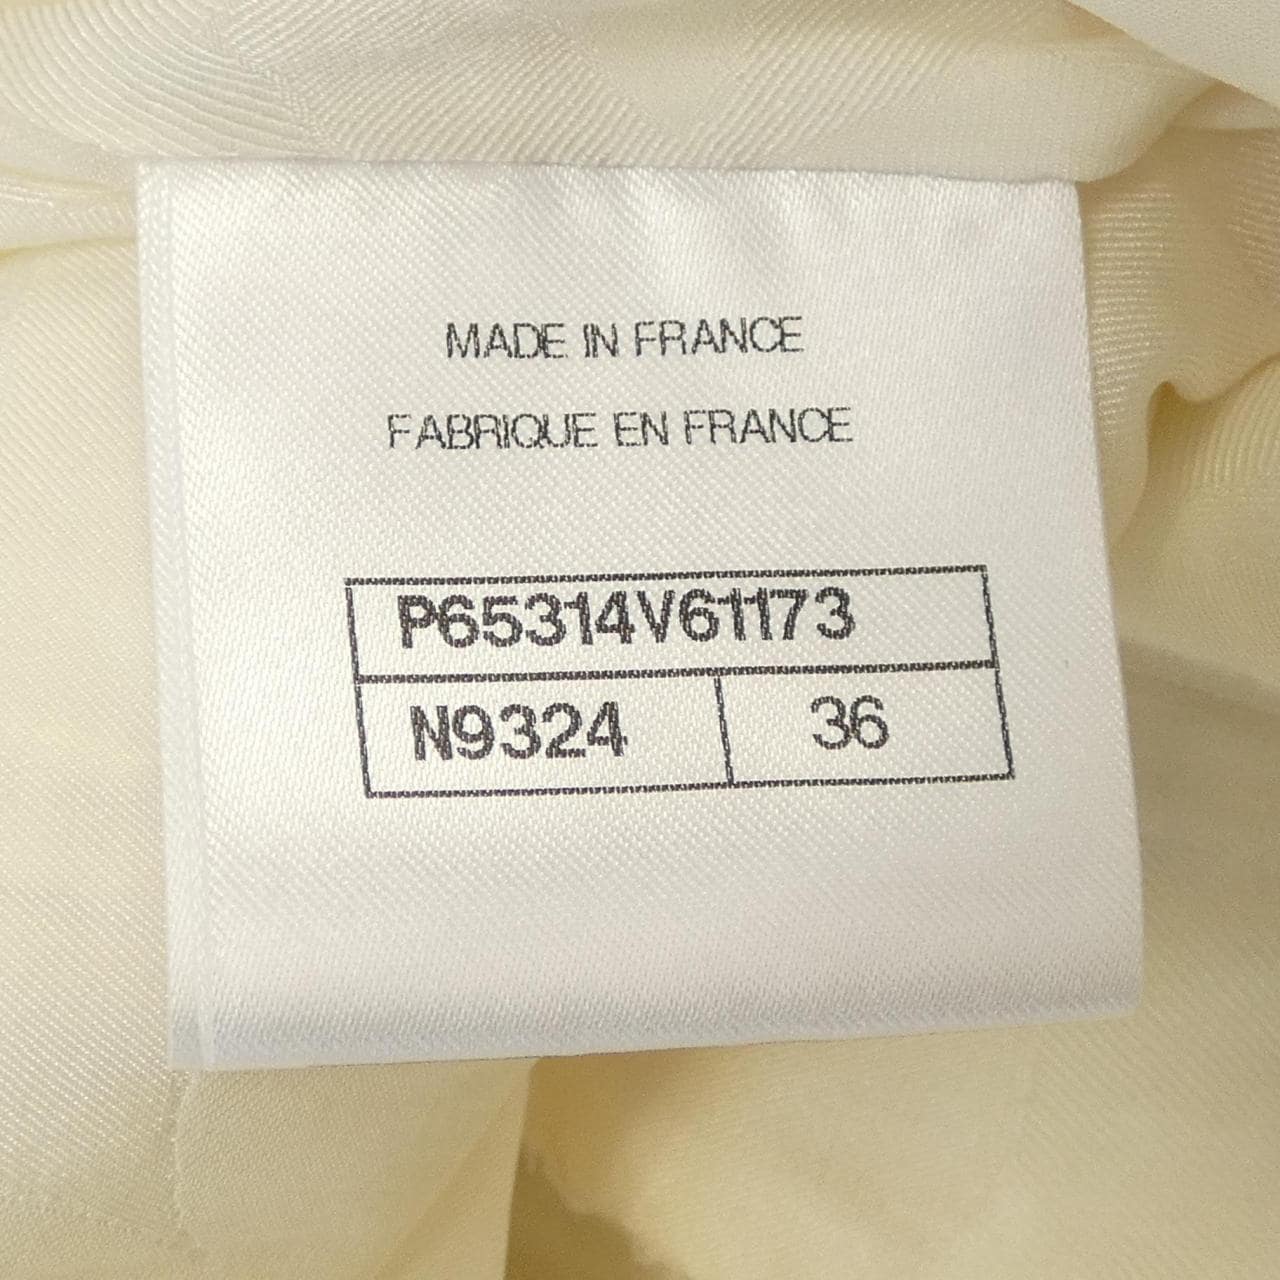 MADE IN FRANCE
FABRIQUE EN FRANCE
P65314V61173
N9324 36